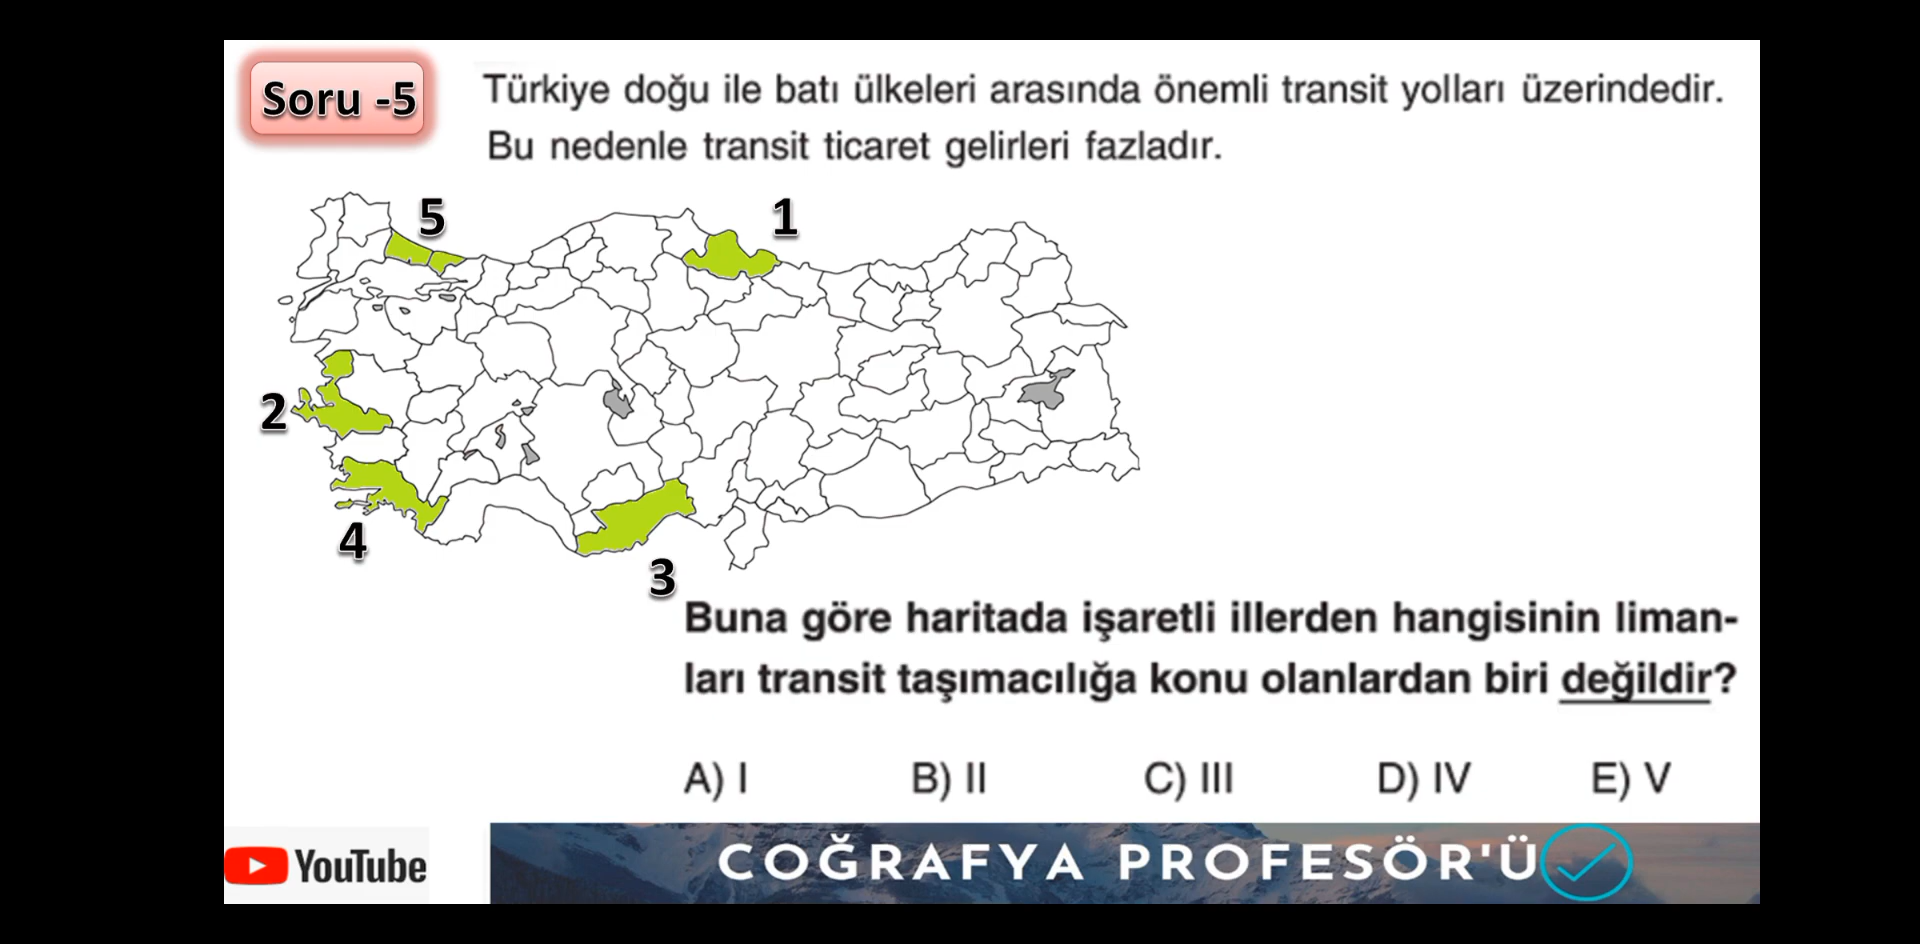 Soru -5
Türkiye doğu ile batı ülkeleri arasında önemli transit yolları üzerindedir.
Bu nedenle transit ticaret gelirleri fazladır.
5
1
2
4
3
Buna göre haritada işaretli illerden hangisinin liman-
ları transit taşımacılığa konu olanlardan biri değildir?
A) I B) II C) III D) IV E) V
YouTube
COĞRAFYA PROFESÖR'Ü